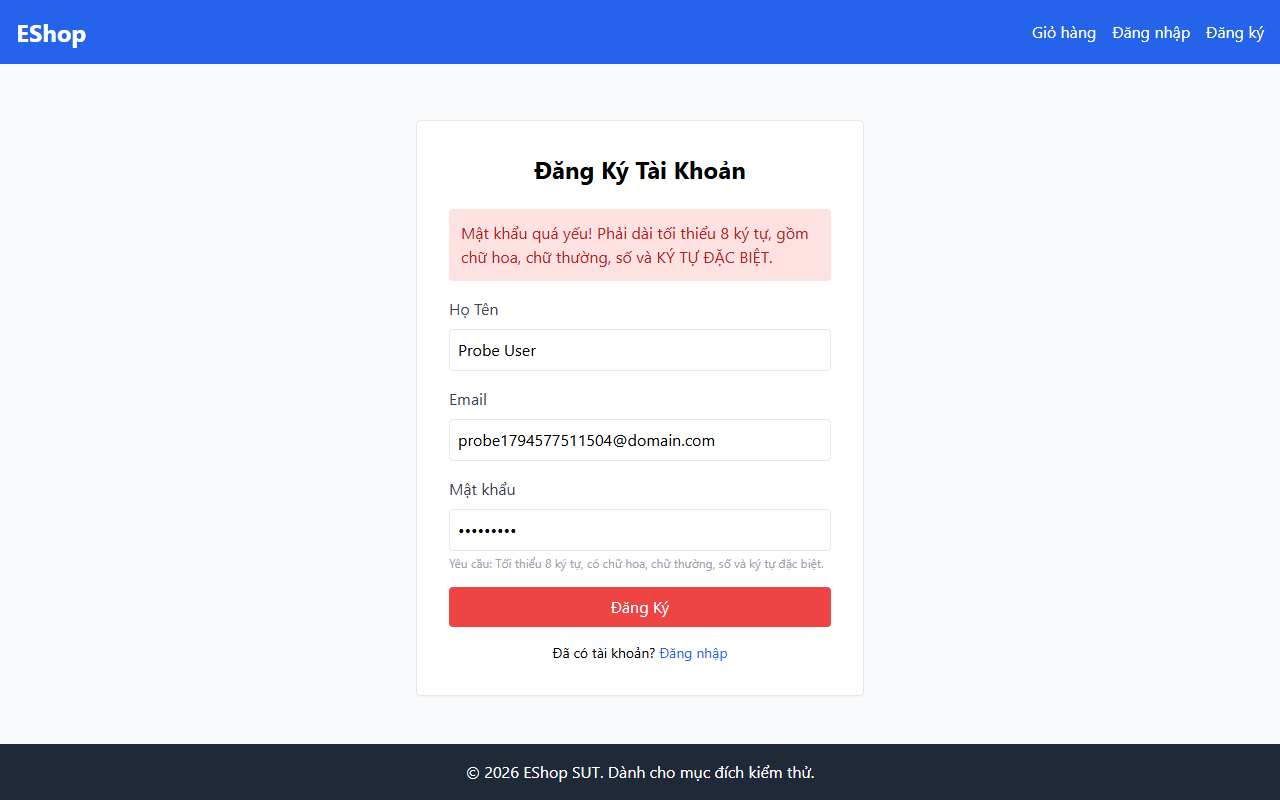 EShop
Giỏ hàng Đăng nhập Đăng ký
Đăng Ký Tài Khoản
Mật khẩu quá yếu! Phải dài tối thiểu 8 ký tự, gồm
chữ hoa, chữ thường, số và KÝ TỰ ĐẶC BIỆT.
Họ Tên
Probe User
Email
probe1794577511504@domain.com
Mật khẩu
•••••••••
Yêu cầu: Tối thiểu 8 ký tự, có chữ hoa, chữ thường, số và ký tự đặc biệt.
Đăng Ký
Đã có tài khoản? Đăng nhập
© 2026 EShop SUT. Dành cho mục đích kiểm thử.